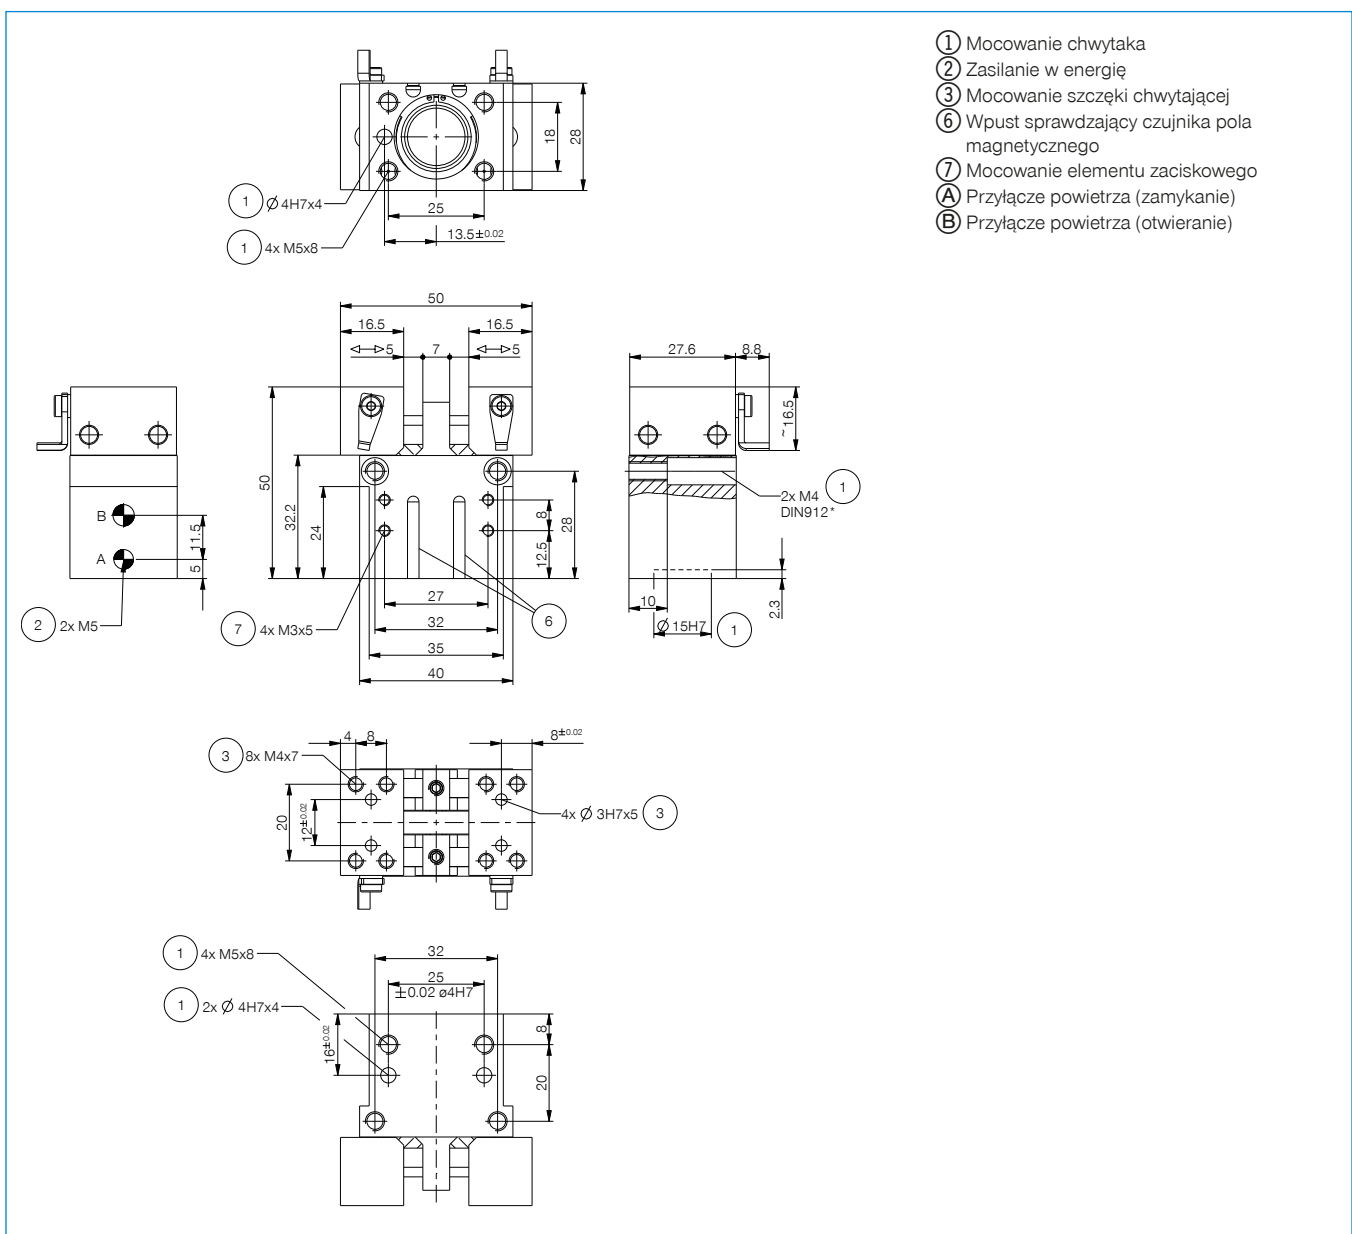 1 Mocowanie chwytaka
2 Zasilanie w energię
3 Mocowanie szczęki chwytającej
6 Wpust sprawdzający czujnika pola
magnetycznego
7 Mocowanie elementu zaciskowego
A Przyłącze powietrza (zamykanie)
B Przyłącze powietrza (otwieranie)
18
28
1 Ø 4H7x4
25
1 4x M5x8
13.5±0.02
50
16.5
16.5
5
7
5
50
32.2
24
8
12.5
28
27
32
35
40
7 4x M3x5
6
B
A
11.5
5
2 2x M5
27.6
8.8
~16.5
2x M4 1
DIN912*
10
2.3
Ø 15H7 1
4
8
8±0.02
3 8x M4x7
20
12±0.02
4x Ø 3H7x5 3
1 4x M5x8
32
25
±0.02 ø4H7
1 2x Ø 4H7x4
16±0.02
8
20